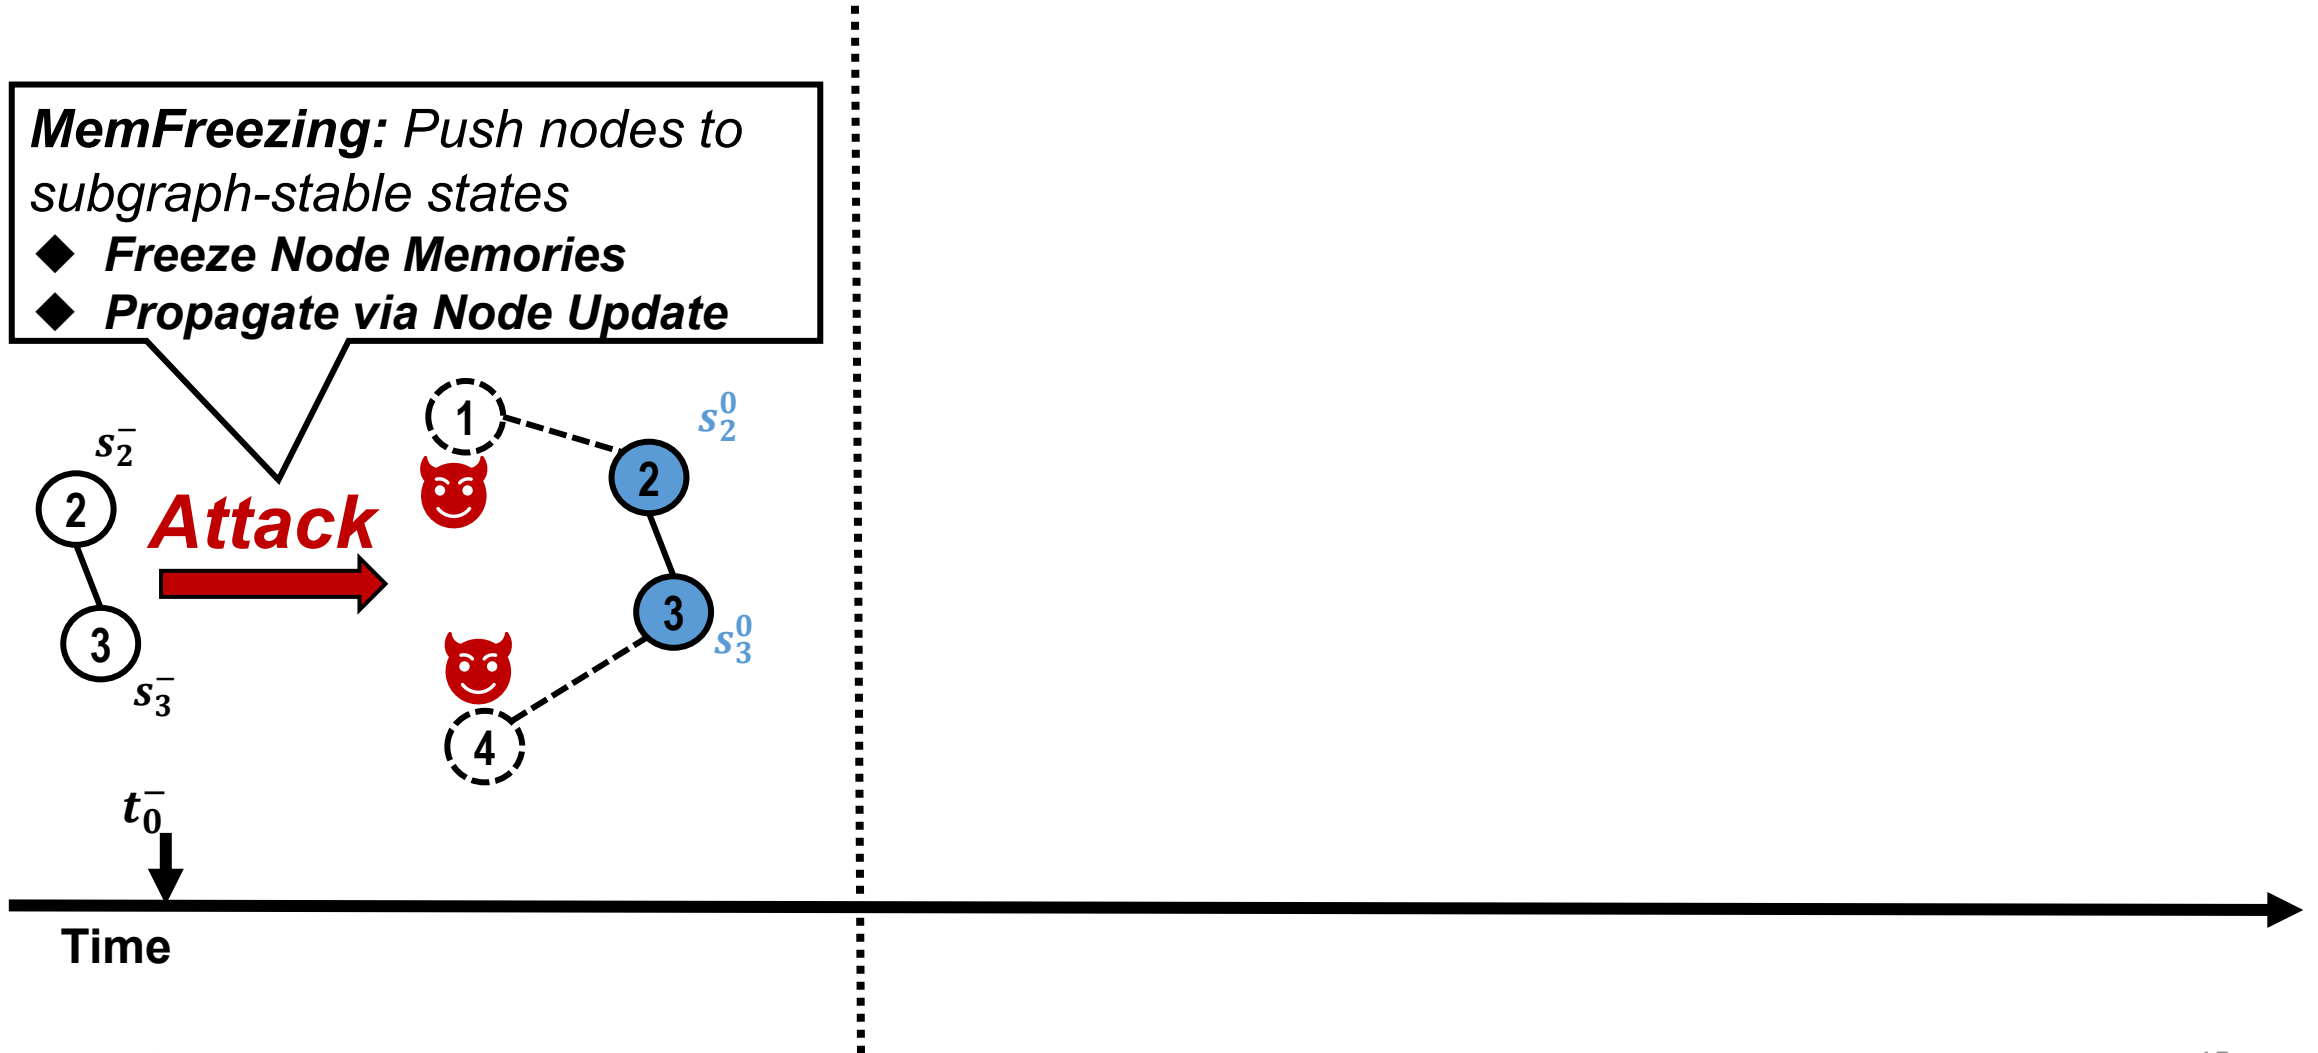 MemFreezing: Push nodes to
subgraph-stable states
◆ Freeze Node Memories
◆ Propagate via Node Update
1
s₂⁰
s₂⁻
2
2
Attack
3
3
s₃⁰
s₃⁻
4
t₀⁻
Time